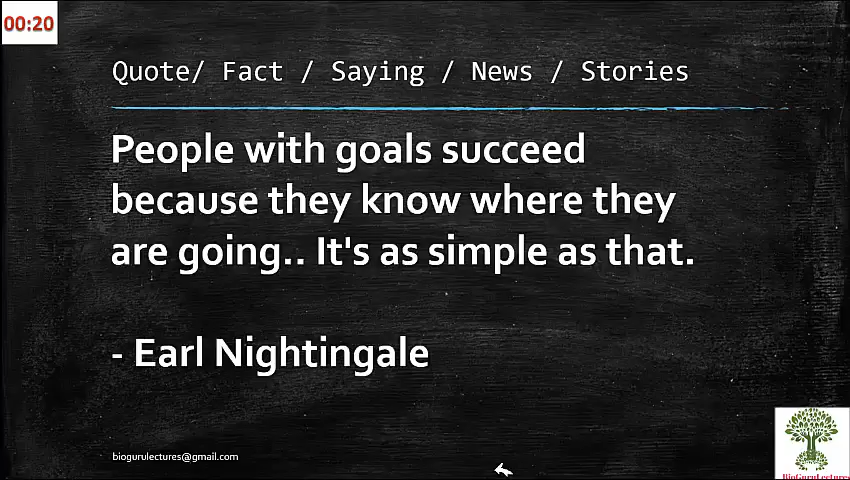 00:20
Quote/ Fact / Saying / News / Stories
People with goals succeed
because they know where they
are going.. It's as simple as that.
- Earl Nightingale
biogurulectures@gmail.com
BioGuruLectures